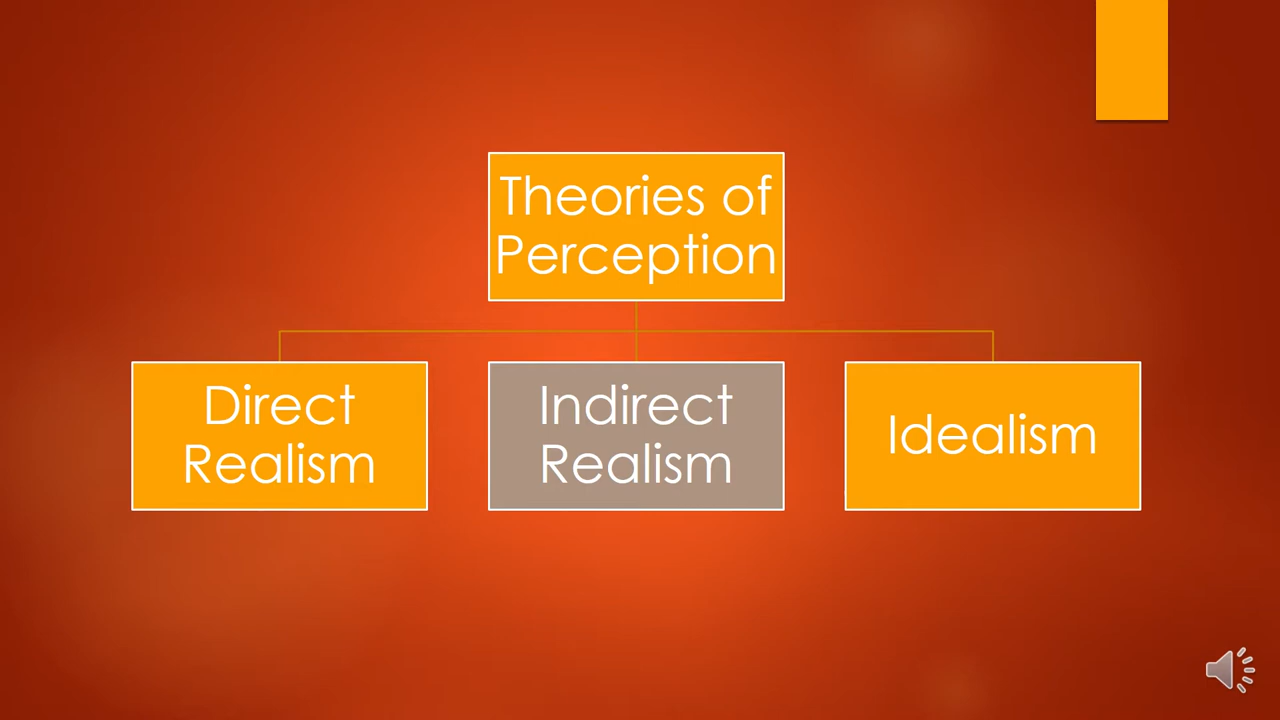 Theories of
Perception
Direct
Realism
Indirect
Realism
Idealism